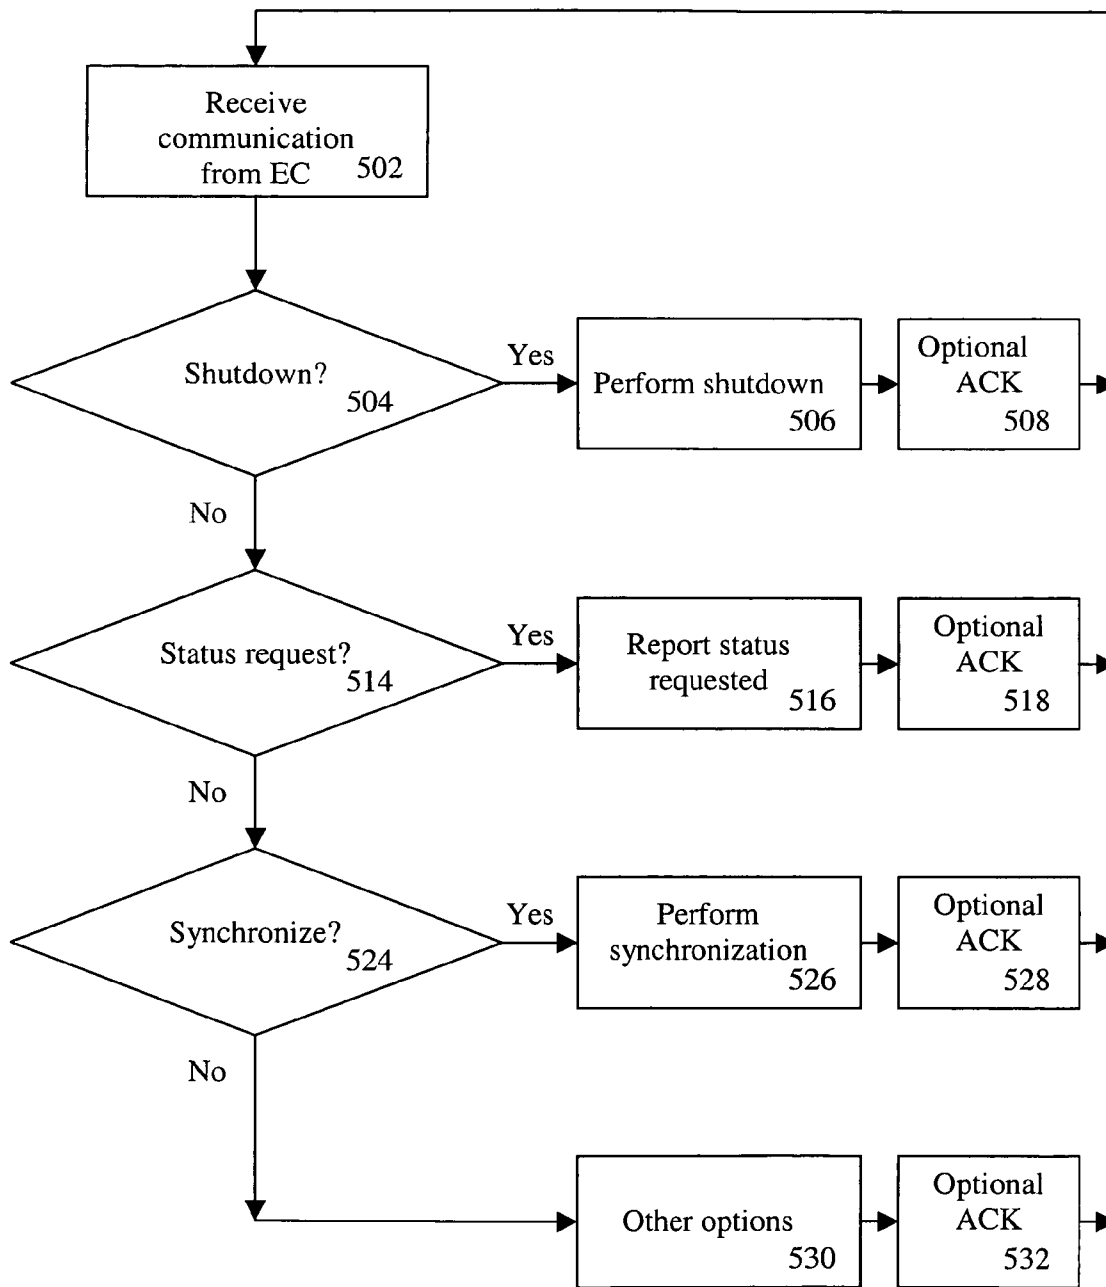 Receive
communication
from EC 502
Shutdown?
504
Yes
Perform shutdown
506
Optional
ACK
508
No
Status request?
514
Yes
Report status
requested
516
Optional
ACK
518
No
Synchronize?
524
Yes
Perform
synchronization
526
Optional
ACK
528
No
Other options
530
Optional
ACK
532